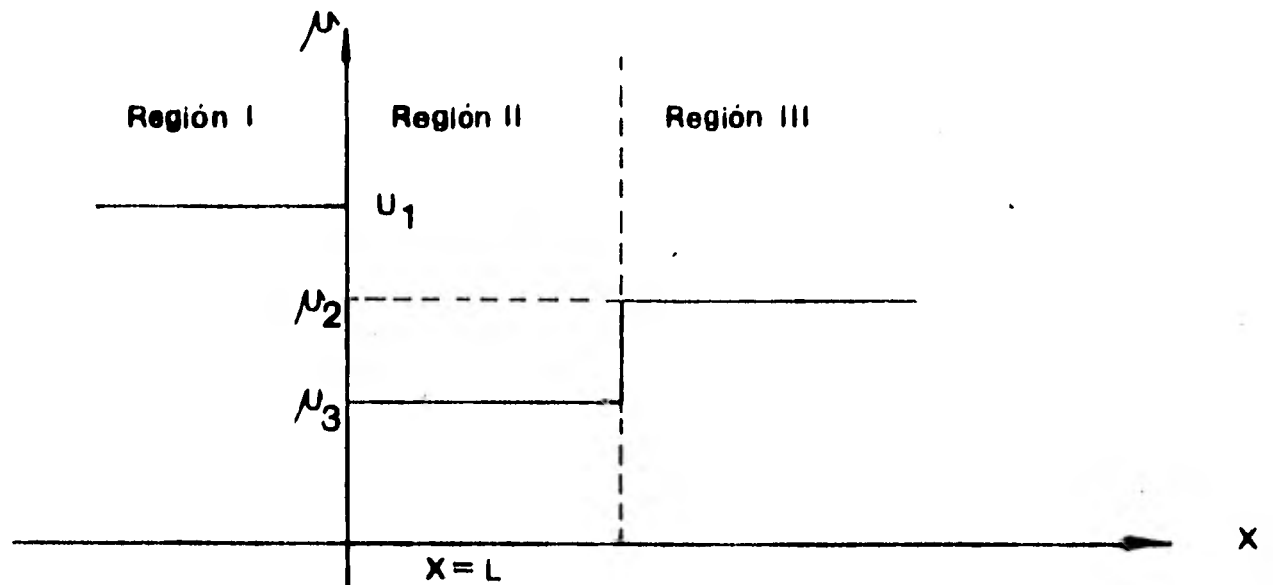 μ
Región I Región II Región III
U1
μ2
μ3
X
X = L